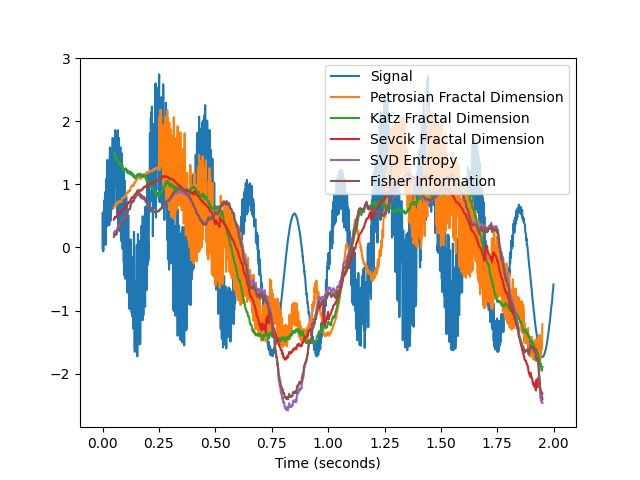 3
2
1
0
−1
−2
Signal
Petrosian Fractal Dimension
Katz Fractal Dimension
Sevcik Fractal Dimension
SVD Entropy
Fisher Information
0.00 0.25 0.50 0.75 1.00 1.25 1.50 1.75 2.00
Time (seconds)